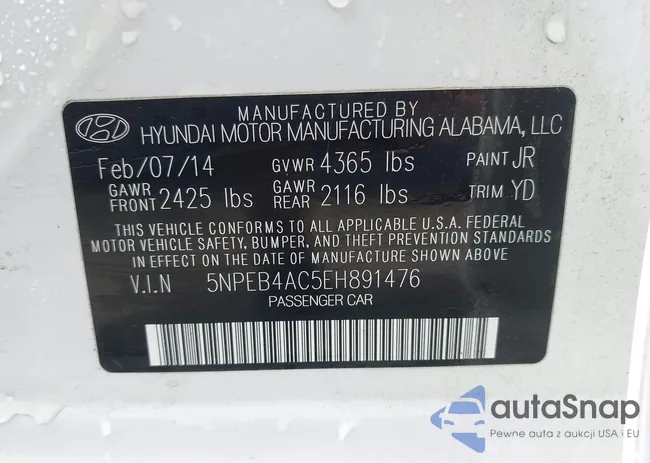 MANUFACTURED BY
HYUNDAI MOTOR MANUFACTURING ALABAMA, LLC
Feb/07/14 GVWR 4365 lbs PAINT JR
GAWR FRONT 2425 lbs GAWR REAR 2116 lbs TRIM YD
THIS VEHICLE CONFORMS TO ALL APPLICABLE U.S.A. FEDERAL
MOTOR VEHICLE SAFETY, BUMPER, AND THEFT PREVENTION STANDARDS
IN EFFECT ON THE DATE OF MANUFACTURE SHOWN ABOVE
V.I.N 5NPEB4AC5EH891476
PASSENGER CAR
autaSnap
Pewne auta z aukcji USA i EU